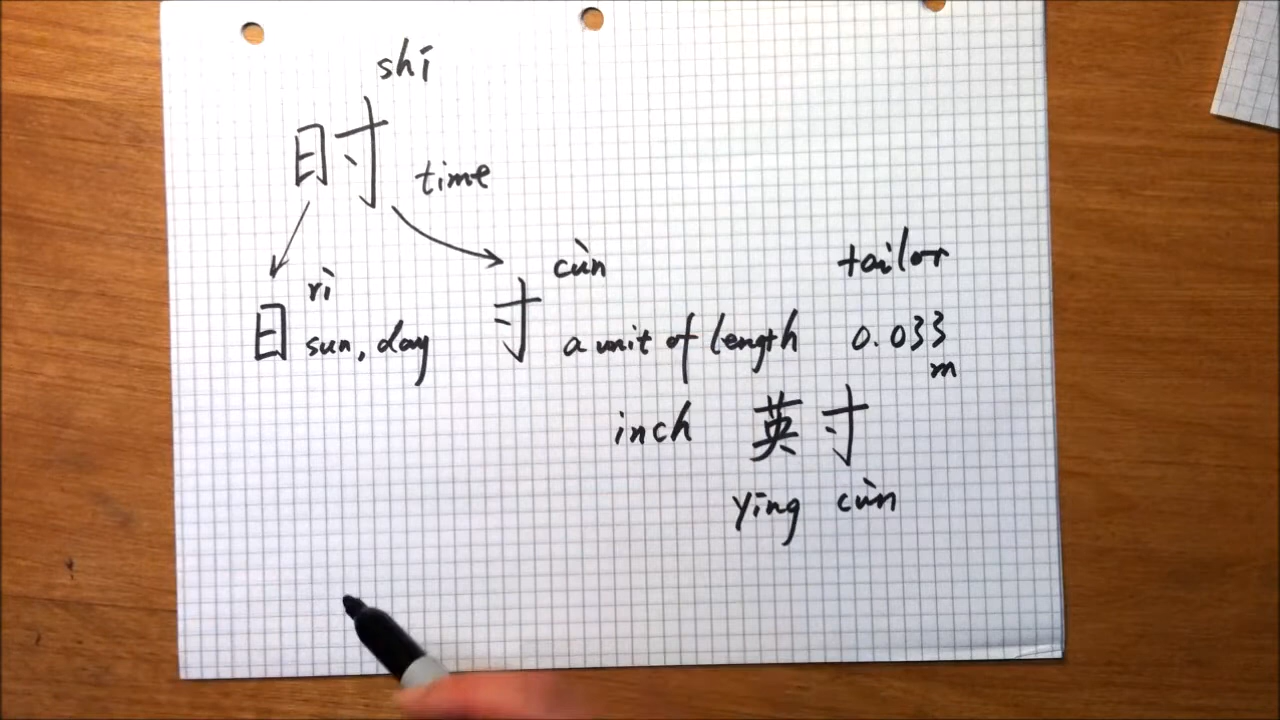 shí
时 time
rì cùn tailor
日 sun, day 寸 a unit of length 0.033
m
inch 英寸
yīng cùn